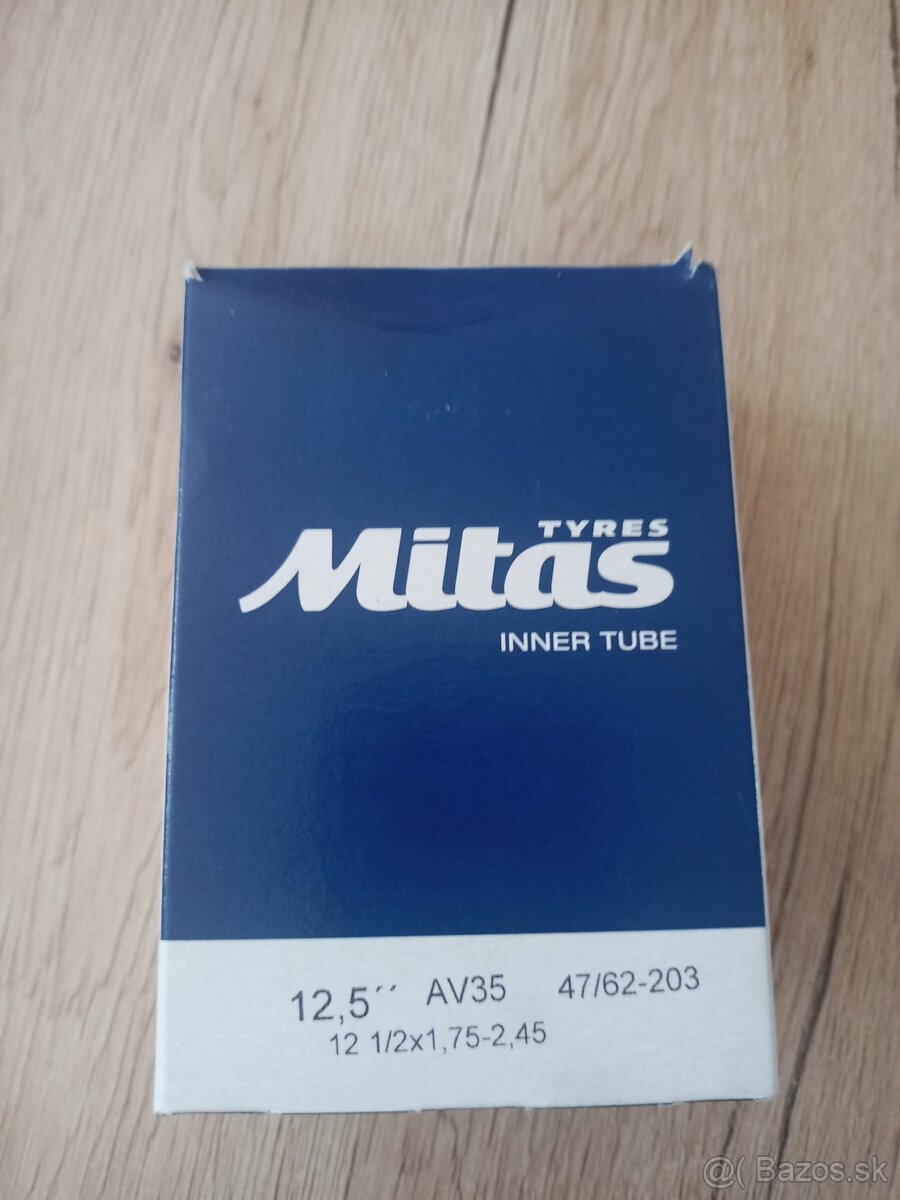 TYRES
Mitas
INNER TUBE
12,5´´ AV35 47/62-203
12 1/2x1,75-2,45
@( Bazos.sk